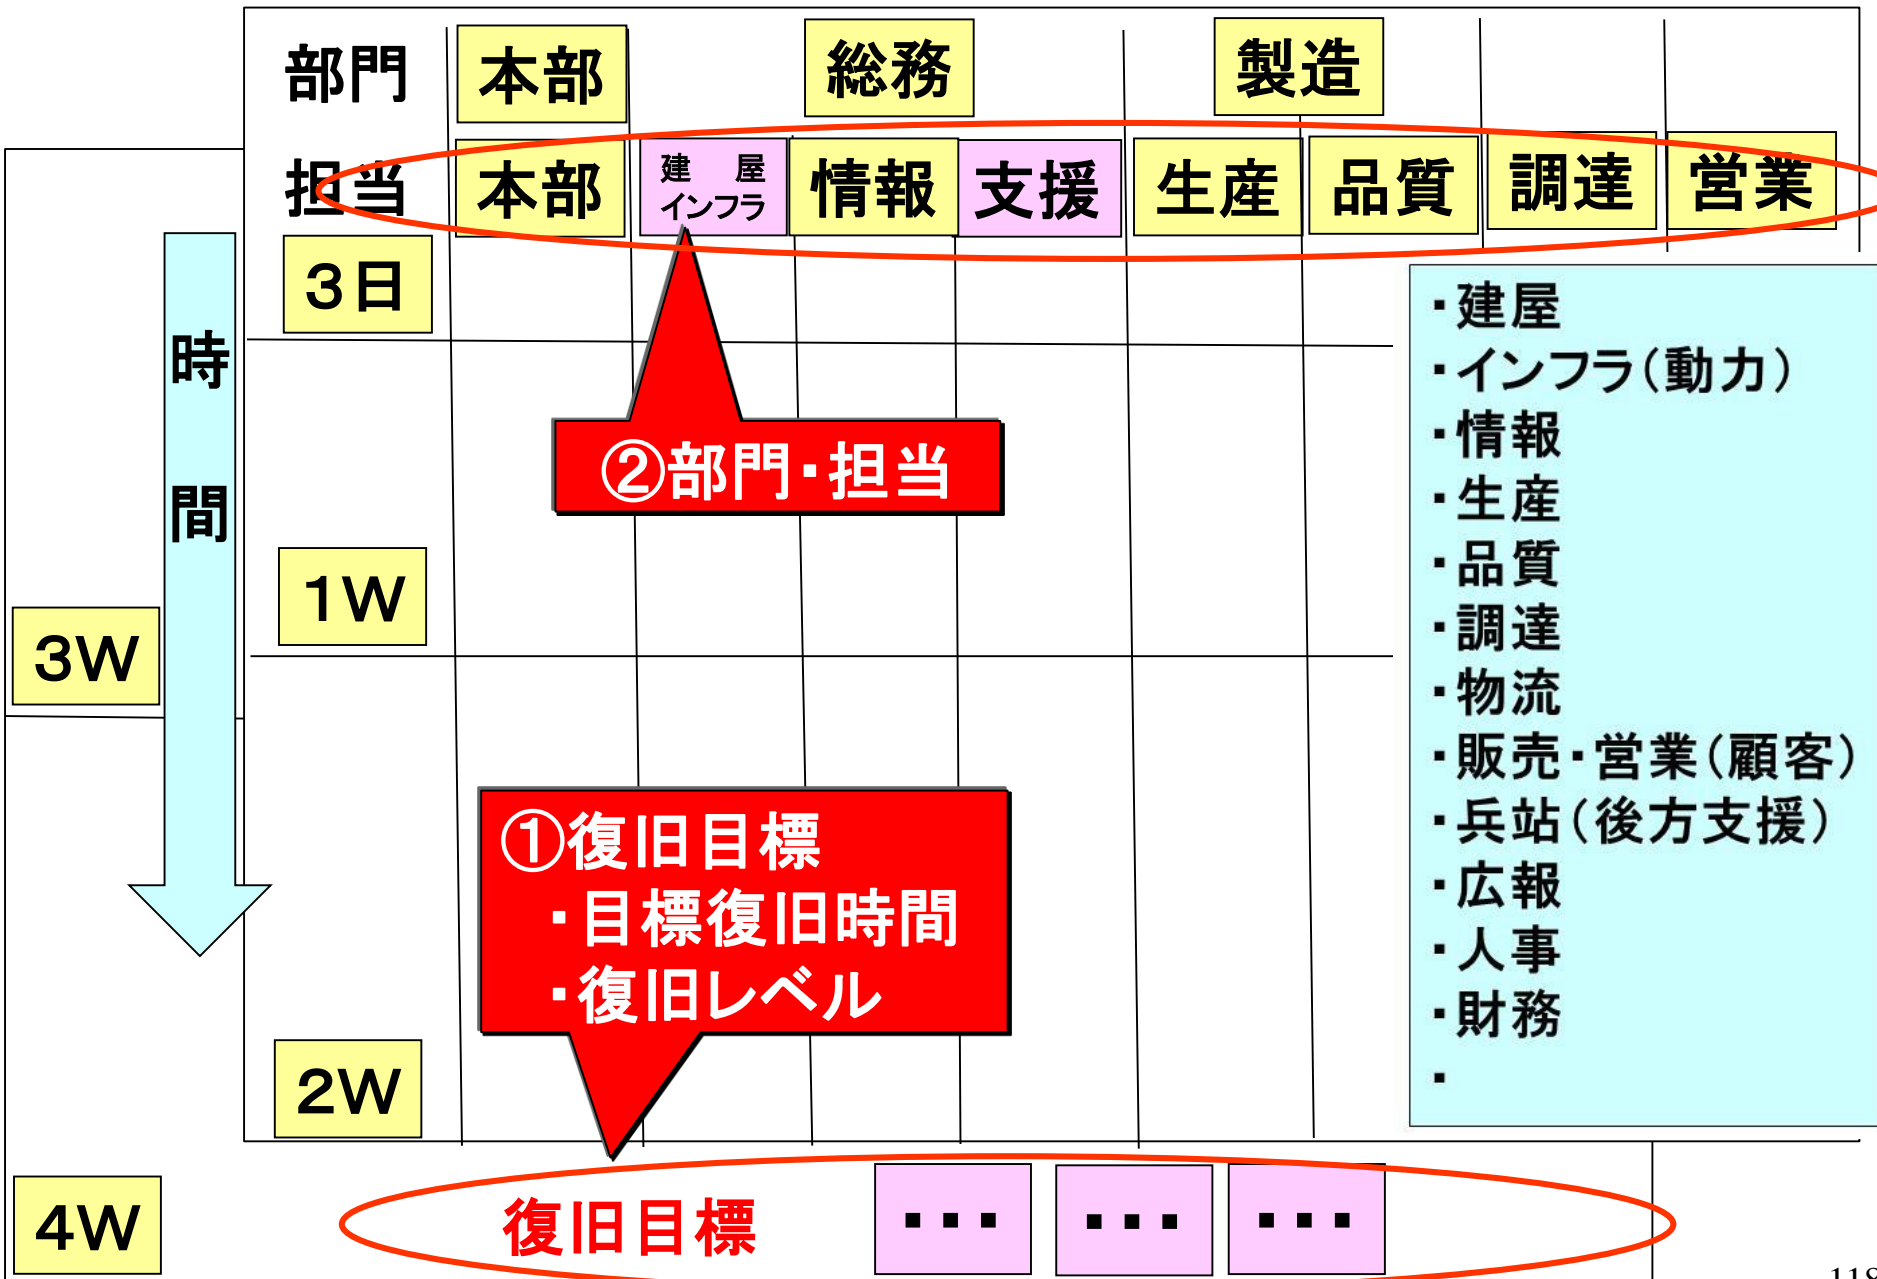 部門 本部 総務 製造
担当 本部 建 屋 インフラ 情報 支援 生産 品質 調達 営業
時間
3日
1W
2W
3W
4W
②部門・担当
①復旧目標
・目標復旧時間
・復旧レベル
・建屋
・インフラ(動力)
・情報
・生産
・品質
・調達
・物流
・販売・営業(顧客)
・兵站(後方支援)
・広報
・人事
・財務
・
復旧目標 ・・・ ・・・ ・・・